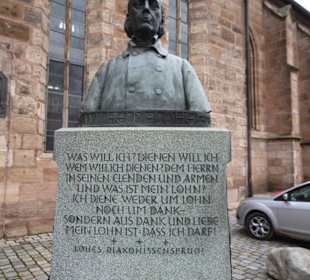 WAS WILL ICH? DIENEN WILL ICH
WEM WILL ICH DIENEN? DEM HERRN
IN SEINEN ELENDEN UND ARMEN.
UND WAS IST MEIN LOHN?
ICH DIENE WEDER UM LOHN
NOCH UM DANK–
SONDERN AUS DANK UND LIEBE
MEIN LOHN IST· DASS ICH DARF!
LÖHES DIAKONISSENSPRUCH